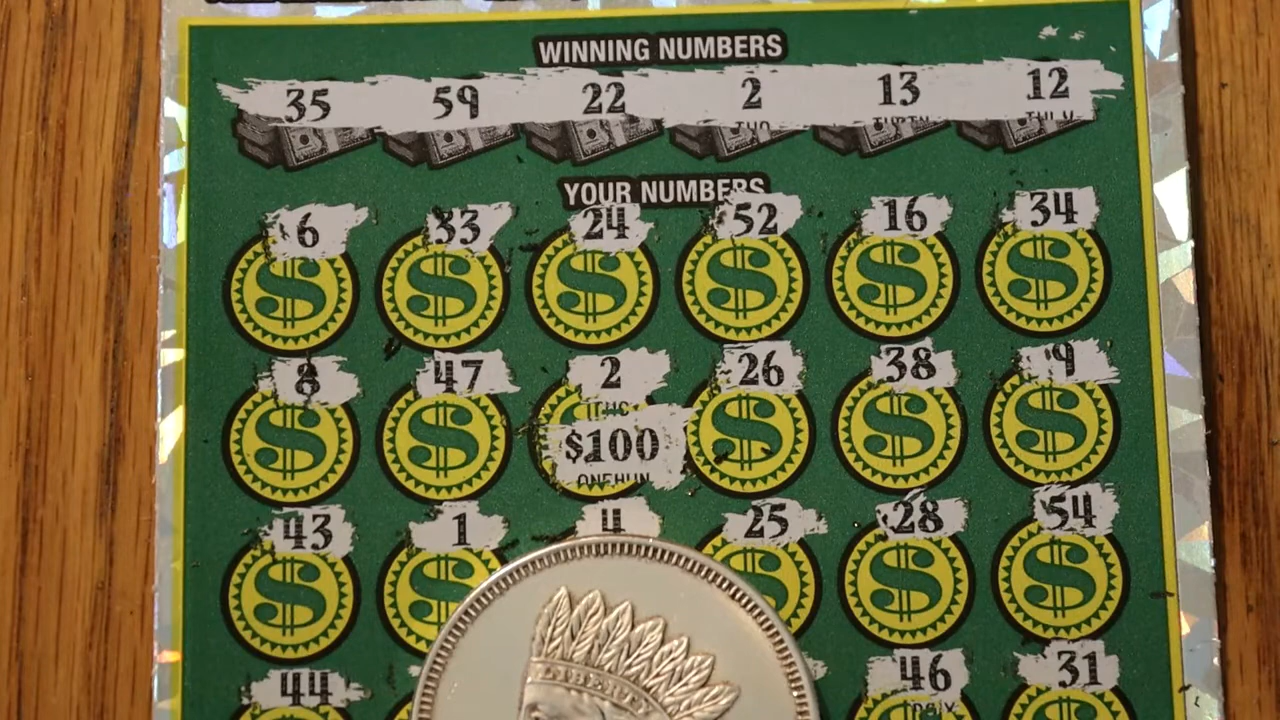 WINNING NUMBERS
35 59 22 2 13 12
YOUR NUMBERS
6 33 24 52 16 34
8 47 2 26 38 9
$100
43 1 4 25 28 54
44 46 31
LIBERTY